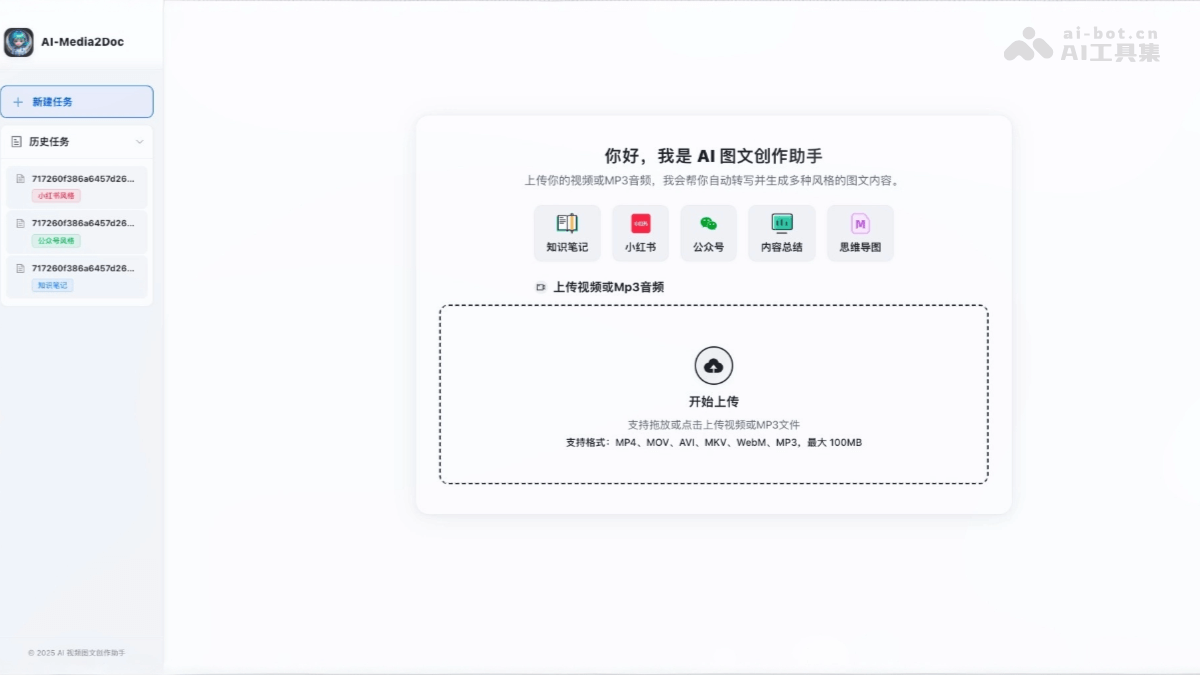 AI-Media2Doc
ai-bot.cn
AI工具集
新建任务
历史任务
717260f386a6457d26...
小红书风格
717260f386a6457d26...
公众号风格
717260f386a6457d26...
知识笔记
你好，我是 AI 图文创作助手
上传你的视频或MP3音频，我会帮你自动转写并生成多种风格的图文内容。
知识笔记
小红书
公众号
内容总结
M
思维导图
上传视频或Mp3音频
开始上传
支持拖放或点击上传视频或MP3文件
支持格式：MP4、MOV、AVI、MKV、WebM、MP3，最大 100MB
© 2025 AI 视频图文创作助手